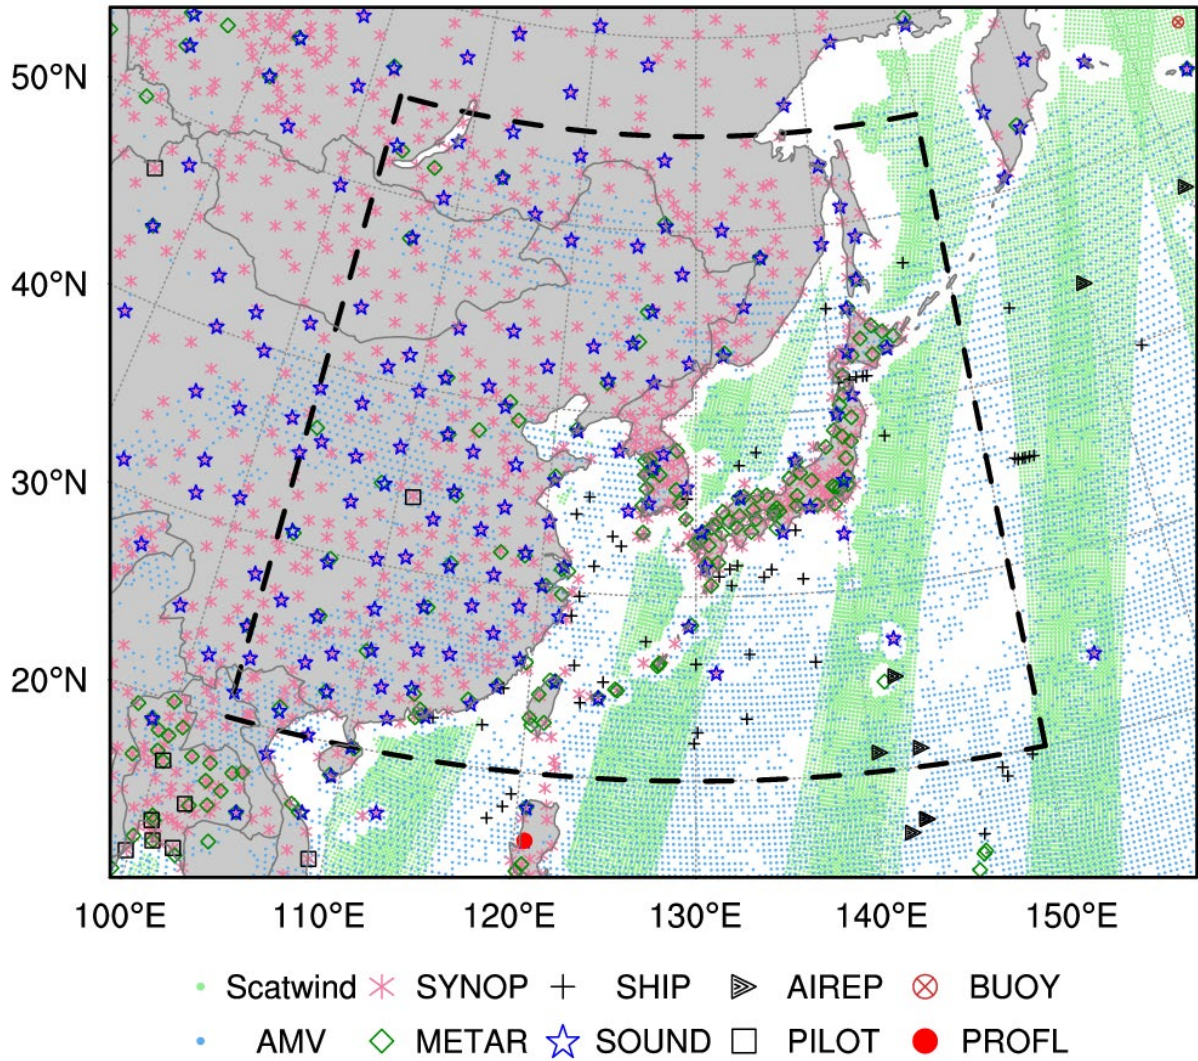 50°N
40°N
30°N
20°N
100°E 110°E 120°E 130°E 140°E 150°E
Scatwind SYNOP SHIP AIREP BUOY
AMV METAR SOUND PILOT PROFL